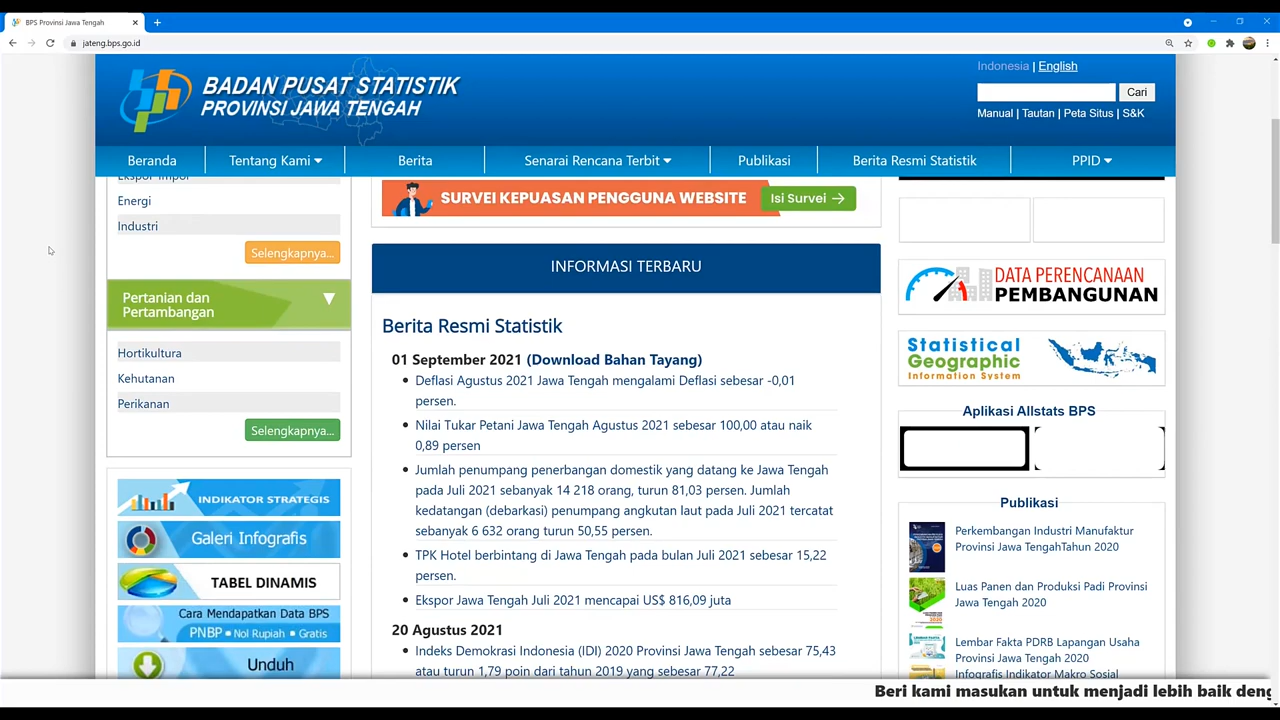 BPS Provinsi Jawa Tengah
jateng.bps.go.id
BADAN PUSAT STATISTIK
PROVINSI JAWA TENGAH
Indonesia | English
Cari
Manual | Tautan | Peta Situs | S&K
Beranda
Tentang Kami
Berita
Senarai Rencana Terbit
Publikasi
Berita Resmi Statistik
PPID
Ekspor-Impor
Energi
Industri
Selengkapnya...
Pertanian dan
Pertambangan
Hortikultura
Kehutanan
Perikanan
Selengkapnya...
INDIKATOR STRATEGIS
Galeri Infografis
TABEL DINAMIS
Cara Mendapatkan Data BPS
PNBP • Nol Rupiah • Gratis
Unduh
SURVEI KEPUASAN PENGGUNA WEBSITE
Isi Survei
INFORMASI TERBARU
Berita Resmi Statistik
01 September 2021 (Download Bahan Tayang)
• Deflasi Agustus 2021 Jawa Tengah mengalami Deflasi sebesar -0,01
persen.
• Nilai Tukar Petani Jawa Tengah Agustus 2021 sebesar 100,00 atau naik
0,89 persen
• Jumlah penumpang penerbangan domestik yang datang ke Jawa Tengah
pada Juli 2021 sebanyak 14 218 orang, turun 81,03 persen. Jumlah
kedatangan (debarkasi) penumpang angkutan laut pada Juli 2021 tercatat
sebanyak 6 632 orang turun 50,55 persen.
• TPK Hotel berbintang di Jawa Tengah pada bulan Juli 2021 sebesar 15,22
persen.
• Ekspor Jawa Tengah Juli 2021 mencapai US$ 816,09 juta
20 Agustus 2021
• Indeks Demokrasi Indonesia (IDI) 2020 Provinsi Jawa Tengah sebesar 75,43
atau turun 1,79 poin dari tahun 2019 yang sebesar 77,22
DATA PERENCANAAN
PEMBANGUNAN
Statistical
Geographic
Information System
Aplikasi Allstats BPS
Publikasi
Perkembangan Industri Manufaktur
Provinsi Jawa TengahTahun 2020
Luas Panen dan Produksi Padi Provinsi
Jawa Tengah 2020
Lembar Fakta PDRB Lapangan Usaha
Provinsi Jawa Tengah 2020
Infografis Indikator Makro Sosial
Beri kami masukan untuk menjadi lebih baik deng